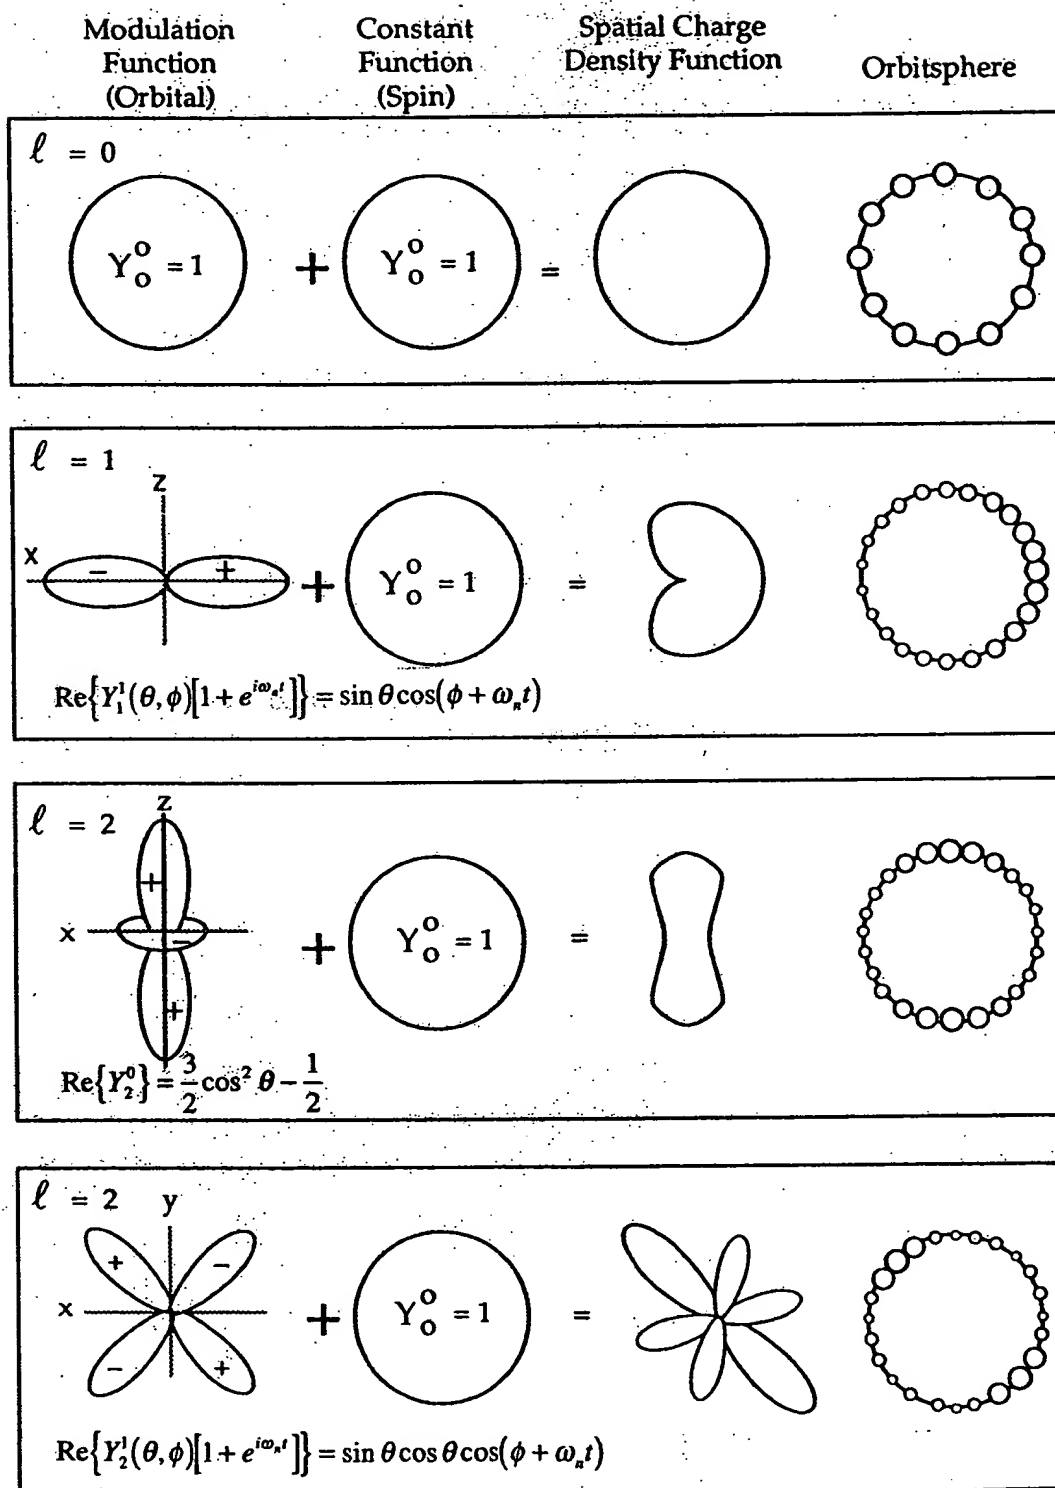 Modulation
Function
(Orbital)
Constant
Function
(Spin)
Spatial Charge
Density Function
Orbitsphere
ℓ = 0
Y₀⁰ = 1
+
Y₀⁰ = 1
=
ℓ = 1
z
x
−
+
+
Y₀⁰ = 1
=
Re{Y₁¹(θ,ϕ)[1 + e^{iωₙt}]} = sin θ cos(ϕ + ωₙt)
ℓ = 2
z
+
x
−
+
+
Y₀⁰ = 1
=
Re{Y₂⁰} = 3/2 cos² θ − 1/2
ℓ = 2
y
+
−
x
−
+
+
Y₀⁰ = 1
=
Re{Y₂¹(θ,ϕ)[1 + e^{iωₙt}]} = sin θ cos θ cos(ϕ + ωₙt)